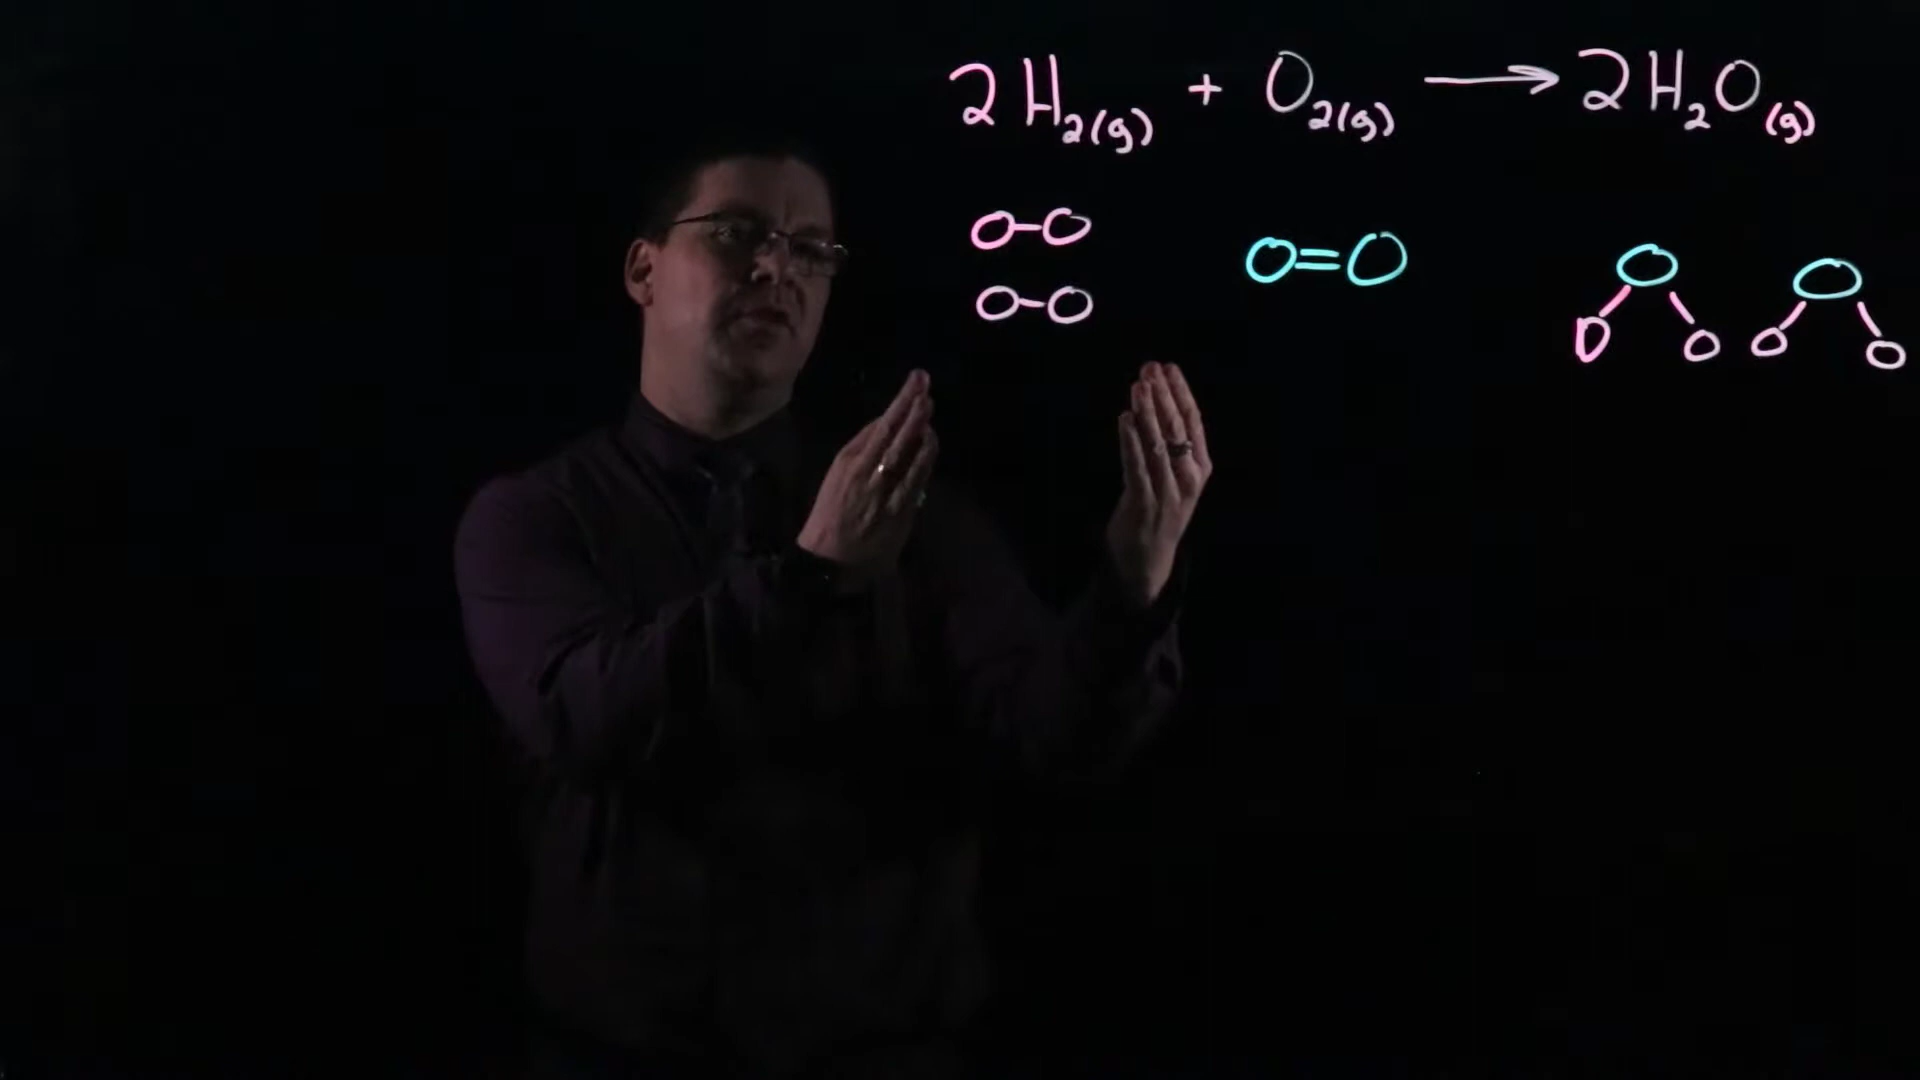 2H₂(g) + O₂(g) → 2H₂O(g)